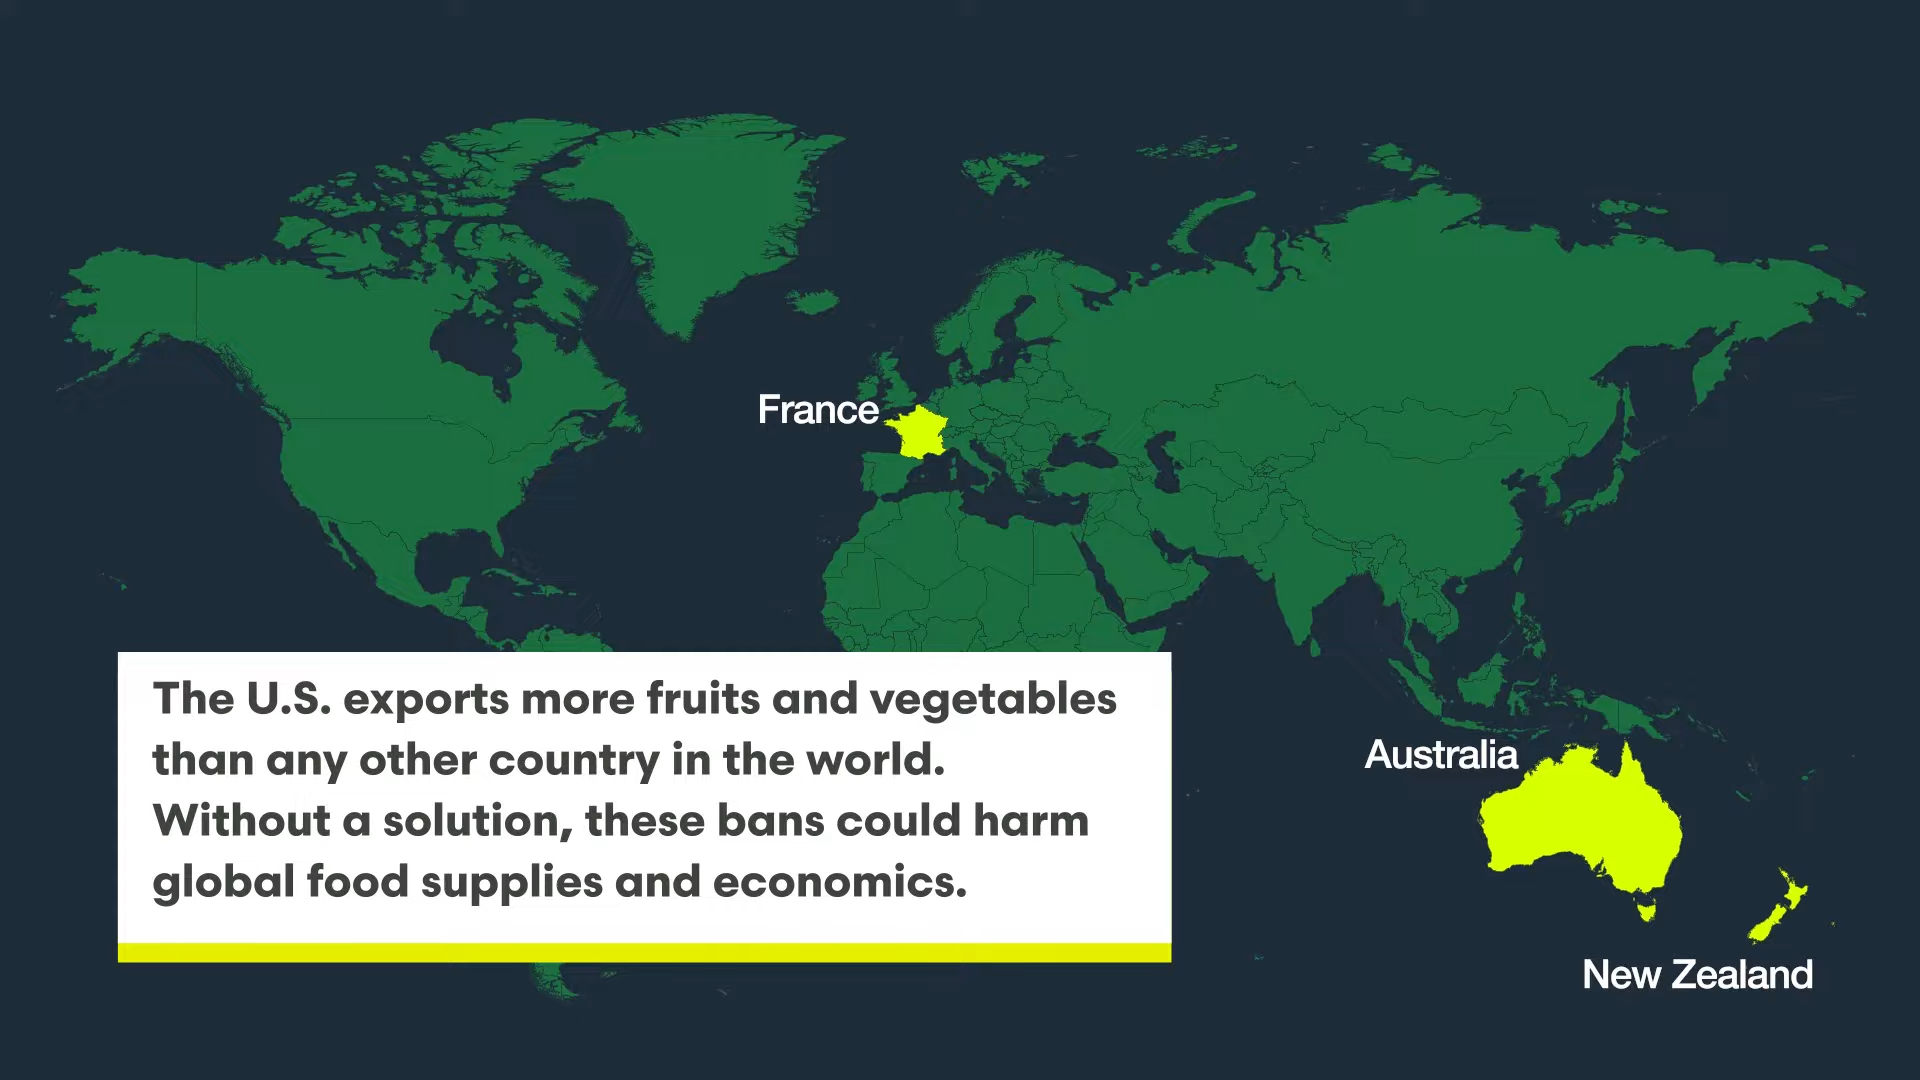 France
The U.S. exports more fruits and vegetables
than any other country in the world.
Without a solution, these bans could harm
global food supplies and economics.
Australia
New Zealand